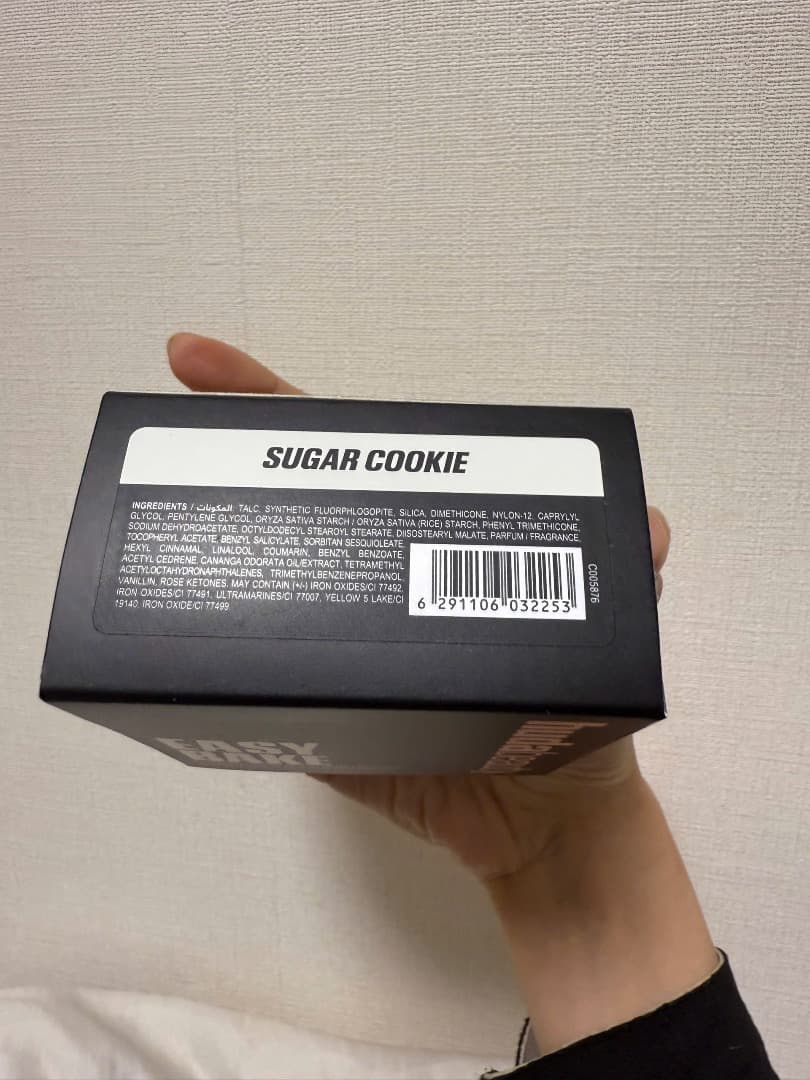 SUGAR COOKIE
INGREDIENTS / المكونات: TALC, SYNTHETIC FLUORPHLOGOPITE, SILICA, DIMETHICONE, NYLON-12, CAPRYLYL
GLYCOL, PENTYLENE GLYCOL, ORYZA SATIVA STARCH / ORYZA SATIVA (RICE) STARCH, PHENYL TRIMETHICONE,
SODIUM DEHYDROACETATE, OCTYLDODECYL STEAROYL STEARATE, DIISOSTEARYL MALATE, PARFUM / FRAGRANCE,
TOCOPHERYL ACETATE, BENZYL SALICYLATE, SORBITAN SESQUIOLEATE,
HEXYL CINNAMAL, LINALOOL, COUMARIN, BENZYL BENZOATE,
ACETYL CEDRENE, CANANGA ODORATA OIL/EXTRACT, TETRAMETHYL
ACETYLOCTAHYDRONAPHTHALENES, TRIMETHYLBENZENEPROPANOL,
VANILLIN, ROSE KETONES. MAY CONTAIN (+/-) IRON OXIDES/CI 77492,
IRON OXIDES/CI 77491, ULTRAMARINES/CI 77007, YELLOW 5 LAKE/CI
19140, IRON OXIDE/CI 77499
6 291106 032253
C005876
EASY
BAKE